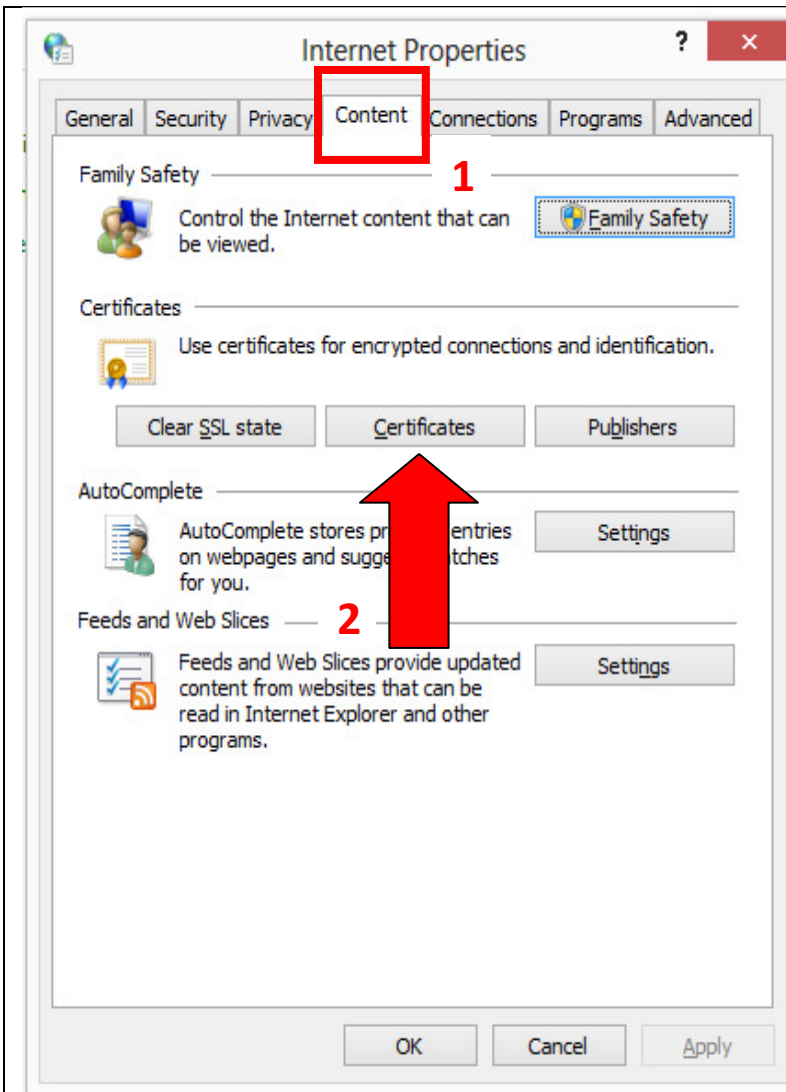 Internet Properties
?
General Security Privacy Content Connections Programs Advanced
Family Safety
1
Control the Internet content that can
be viewed.
Family Safety
Certificates
Use certificates for encrypted connections and identification.
Clear SSL state Certificates Publishers
AutoComplete
AutoComplete stores entries
on webpages and
for you.
Settings
Feeds and Web Slices
2
Feeds and Web Slices provide updated
content from websites that can be
read in Internet Explorer and other
programs.
Settings
OK Cancel Apply